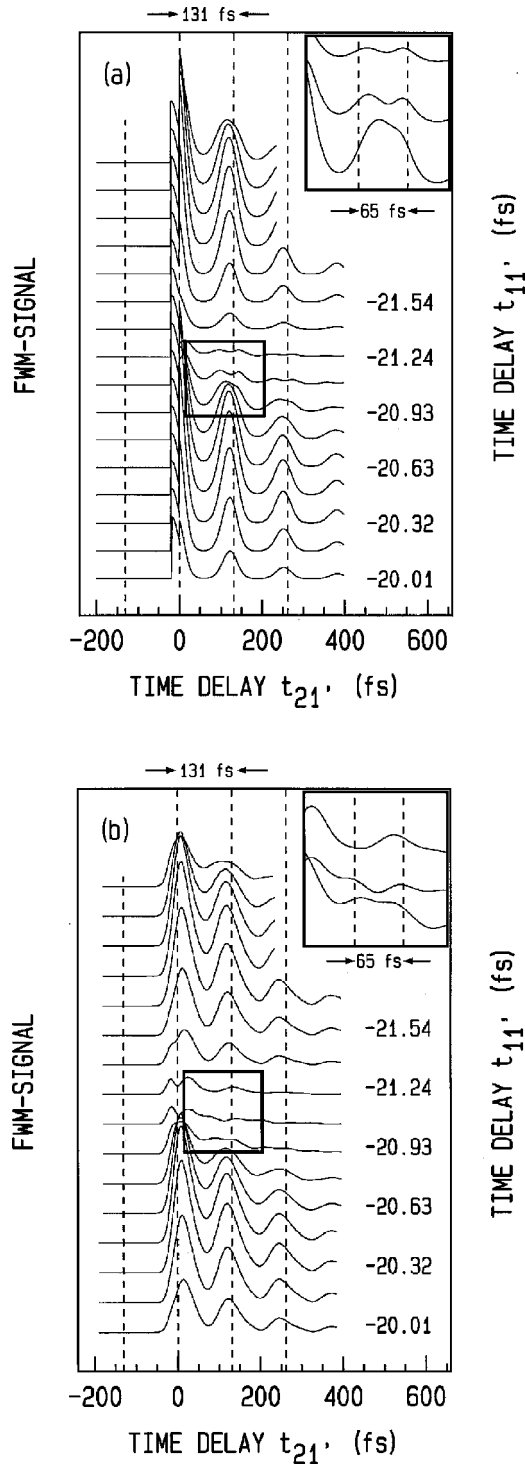 131 fs
(a)
65 fs
-21.54
-21.24
-20.93
-20.63
-20.32
-20.01
FWM-SIGNAL
TIME DELAY t11' (fs)
-200 0 200 400 600
TIME DELAY t21' (fs)
131 fs
(b)
65 fs
-21.54
-21.24
-20.93
-20.63
-20.32
-20.01
FWM-SIGNAL
TIME DELAY t11' (fs)
-200 0 200 400 600
TIME DELAY t21' (fs)